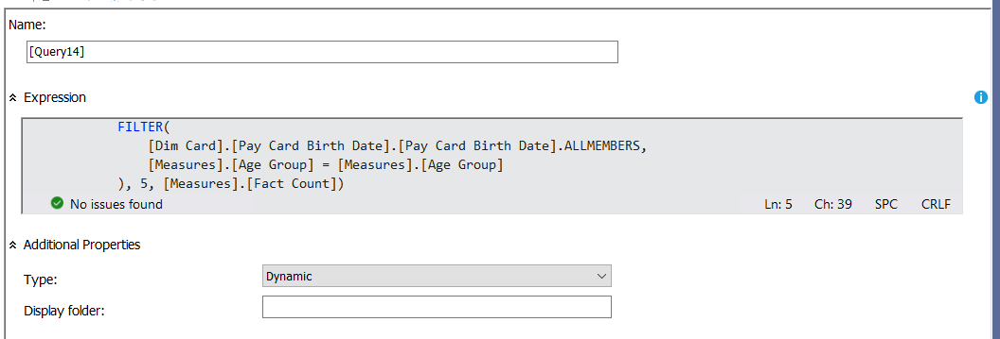 Name:
[Query14]
Expression
FILTER(
[Dim Card].[Pay Card Birth Date].[Pay Card Birth Date].ALLMEMBERS,
[Measures].[Age Group] = [Measures].[Age Group]
), 5, [Measures].[Fact Count])
No issues found Ln: 5 Ch: 39 SPC CRLF
Additional Properties
Type: Dynamic
Display folder: